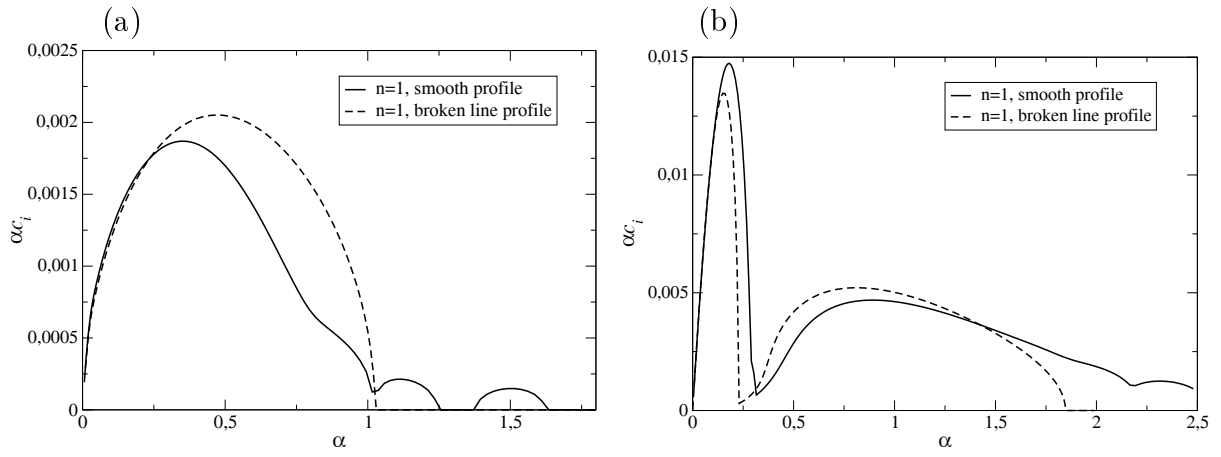 (a)
0,0025
0,002
0,0015
0,001
0,0005
0
αc_i
n=1, smooth profile
n=1, broken line profile
0 0,5 1 1,5
α
(b)
0,015
0,01
0,005
0
αc_i
n=1, smooth profile
n=1, broken line profile
0 0,5 1 1,5 2 2,5
α